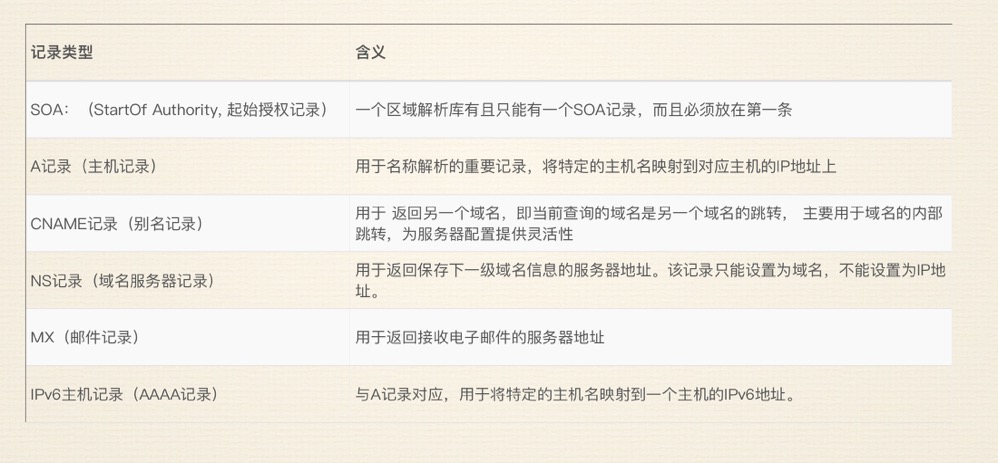 记录类型 含义
SOA: (StartOf Authority, 起始授权记录) 一个区域解析库有且只能有一个SOA记录，而且必须放在第一条
A记录（主机记录） 用于名称解析的重要记录，将特定的主机名映射到对应主机的IP地址上
CNAME记录（别名记录） 用于 返回另一个域名，即当前查询的域名是另一个域名的跳转， 主要用于域名的内部
跳转，为服务器配置提供灵活性
NS记录（域名服务器记录） 用于返回保存下一级域名信息的服务器地址。该记录只能设置为域名，不能设置为IP地
址。
MX（邮件记录） 用于返回接收电子邮件的服务器地址
IPv6主机记录（AAAA记录） 与A记录对应，用于将特定的主机名映射到一个主机的IPv6地址。